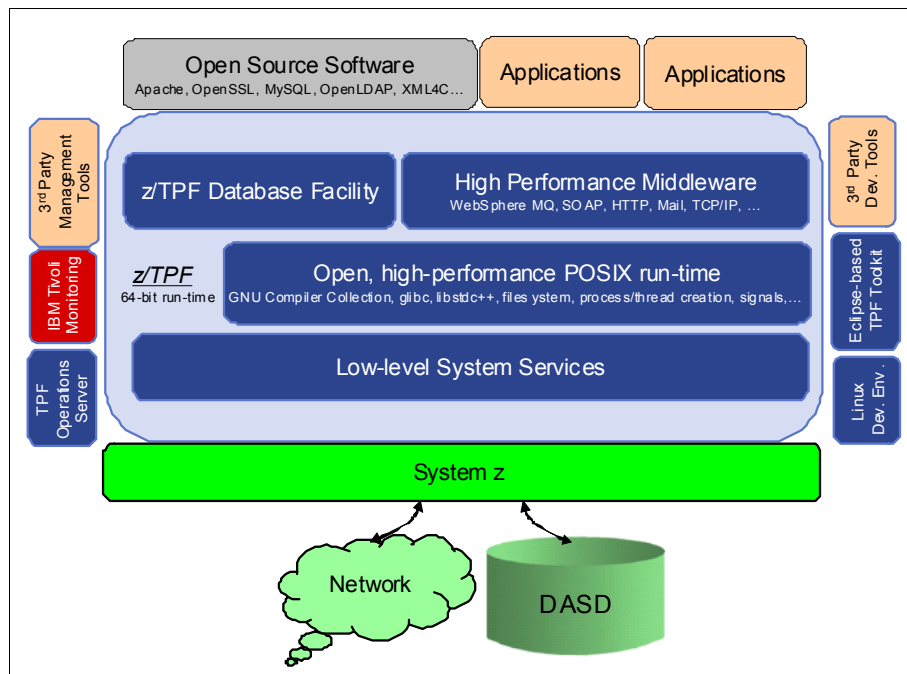 Open Source Software
Apache, OpenSSL, MySQL, OpenLDAP, XML4C...
Applications
Applications
3rd Party
Management
Tools
IBM Tivoli
Monitoring
TPF
Operations
Server
z/TPF Database Facility
High Performance Middleware
WebSphere MQ, SOAP, HTTP, Mail, TCP/IP, ...
z/TPF
64-bit run-time
Open, high-performance POSIX run-time
GNU Compiler Collection, glibc, libstdc++, files ystem, process/thread creation, signals,...
Low-level System Services
3rd Party
Dev. Tools
Eclipse-based
TPF Toolkit
Linux
Dev. Env.
System z
Network
DASD